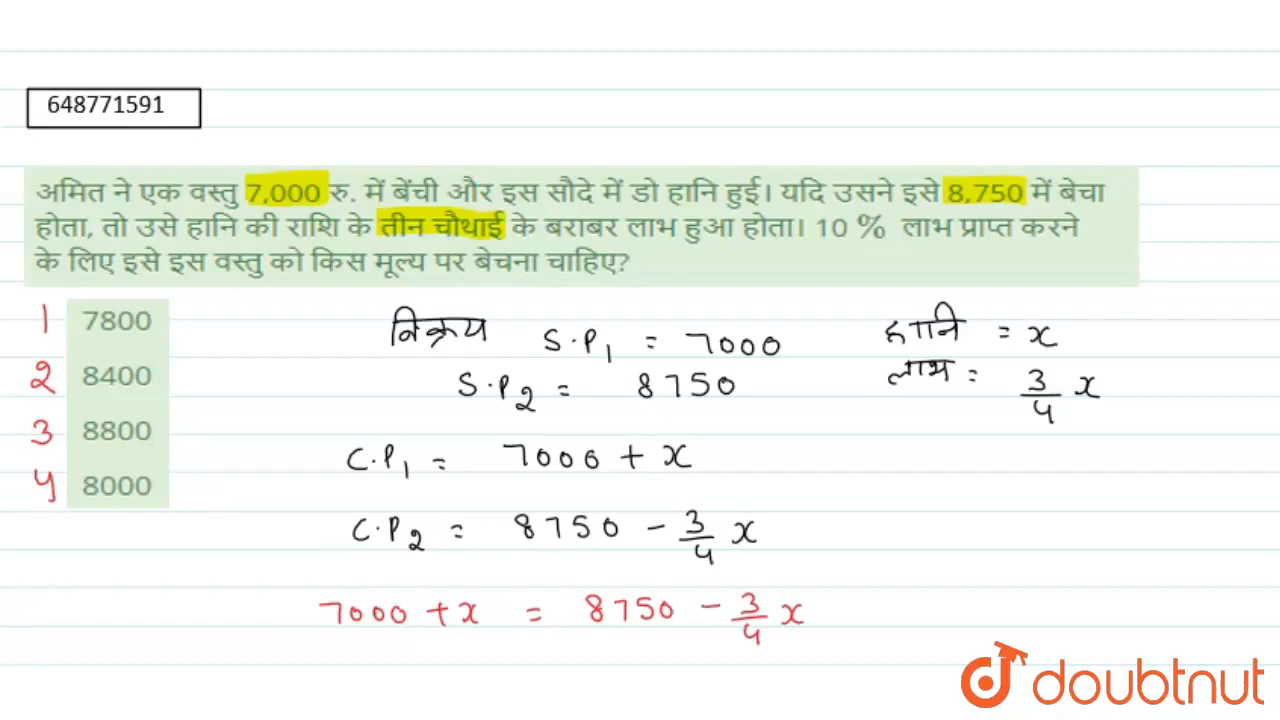 648771591
अमित ने एक वस्तु 7,000 रु. में बेंची और इस सौदे में डो हानि हुई। यदि उसने इसे 8,750 में बेचा
होता, तो उसे हानि की राशि के तीन चौथाई के बराबर लाभ हुआ होता। 10 % लाभ प्राप्त करने
के लिए इसे इस वस्तु को किस मूल्य पर बेचना चाहिए?
1 7800
2 8400
3 8800
4 8000
विक्रय S.P₁ = 7000
हानि = x
S.P₂ = 8750
लाभ = 3/4 x
C.P₁ = 7000 + x
C.P₂ = 8750 - 3/4 x
7000 + x = 8750 - 3/4 x
doubtnut